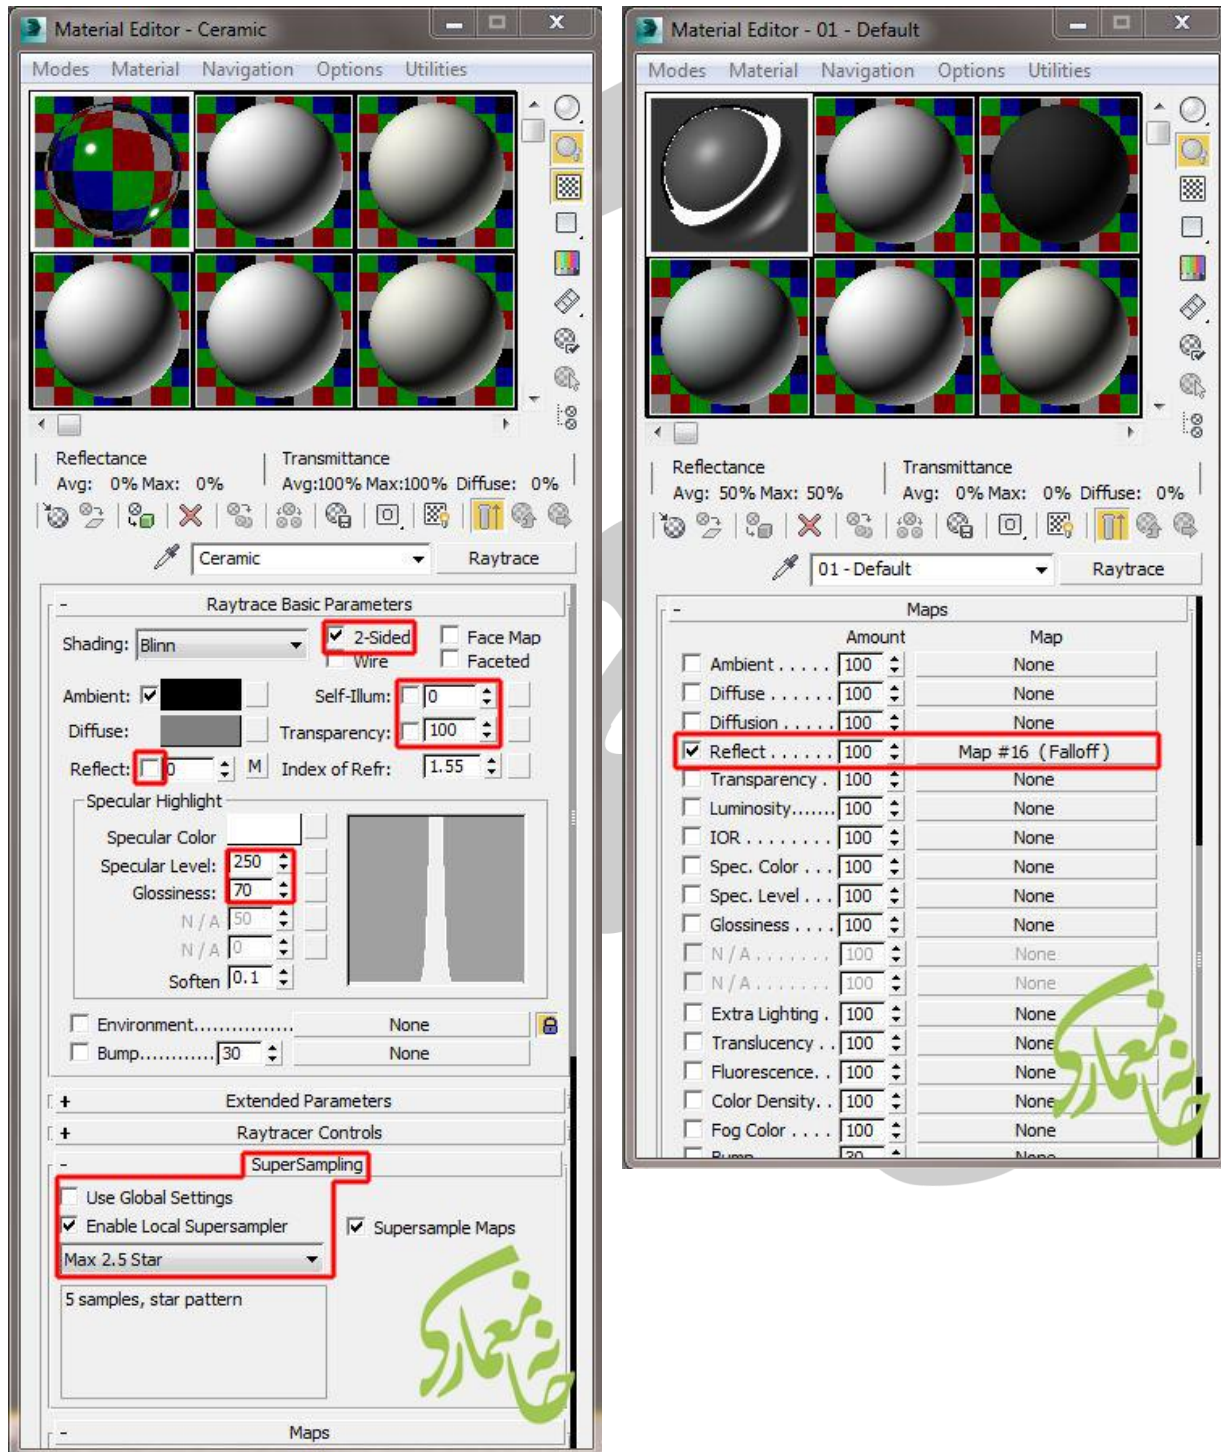 Material Editor - Ceramic
Modes Material Navigation Options Utilities
Reflectance Transmittance
Avg: 0% Max: 0% Avg:100% Max:100% Diffuse: 0%
Ceramic Raytrace
- Raytrace Basic Parameters
Shading: Blinn 2-Sided Face Map
Wire Faceted
Ambient: Self-Illum: 0
Diffuse: Transparency: 100
Reflect: 0 M Index of Refr: 1.55
Specular Highlight
Specular Color
Specular Level: 250
Glossiness: 70
N / A 50
N / A 0
Soften 0.1
Environment................ None
Bump............ 30 None
+ Extended Parameters
+ Raytracer Controls
- SuperSampling
Use Global Settings
Enable Local Supersampler Supersample Maps
Max 2.5 Star
5 samples, star pattern
خانه معماری
- Maps
Material Editor - 01 - Default
Modes Material Navigation Options Utilities
Reflectance Transmittance
Avg: 50% Max: 50% Avg: 0% Max: 0% Diffuse: 0%
01 - Default Raytrace
- Maps
Amount Map
Ambient . . . . . 100 None
Diffuse . . . . . . 100 None
Diffusion . . . . . 100 None
Reflect . . . . . . 100 Map #16 ( Falloff )
Transparency . 100 None
Luminosity....... 100 None
IOR . . . . . . . . 100 None
Spec. Color . . . 100 None
Spec. Level . . . 100 None
Glossiness . . . . 100 None
N / A . . . . . . . 100 None
N / A . . . . . . . 100 None
Extra Lighting . 100 None
Translucency . . 100 None
Fluorescence. . 100 None
Color Density. . 100 None
Fog Color . . . . 100 None
Bump 30 None
خانه معماری